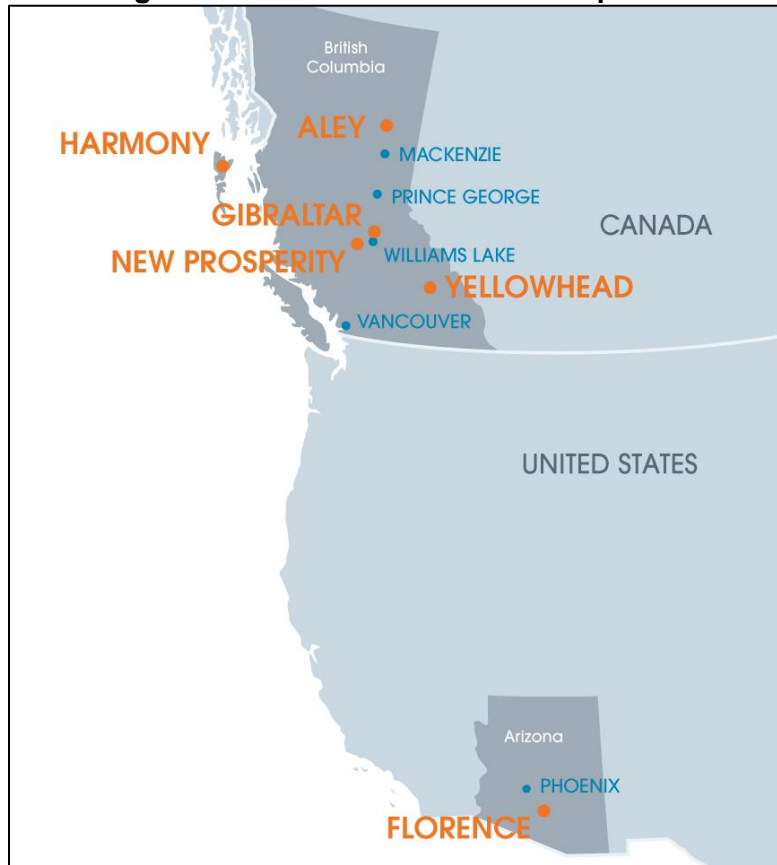 British
Columbia
ALEY
HARMONY
MACKENZIE
PRINCE GEORGE
GIBRALTAR
CANADA
WILLIAMS LAKE
NEW PROSPERITY
YELLOWHEAD
VANCOUVER
UNITED STATES
Arizona
PHOENIX
FLORENCE